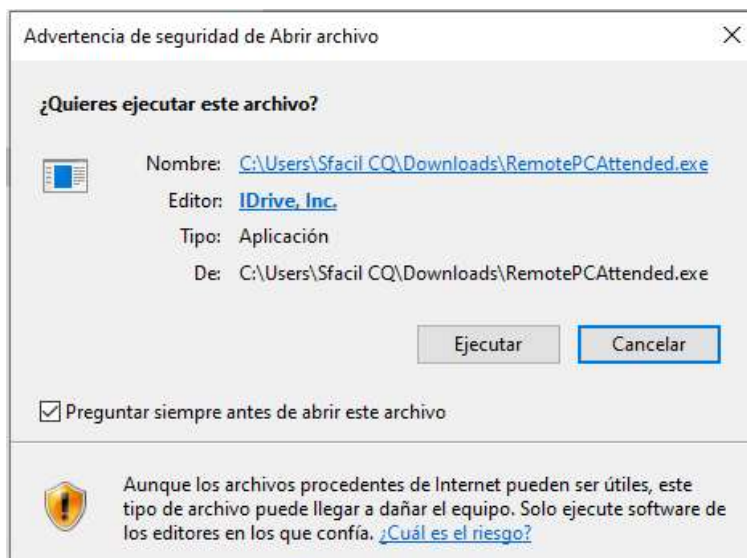 Advertencia de seguridad de Abrir archivo
¿Quieres ejecutar este archivo?
Nombre: C:\Users\Sfacil CQ\Downloads\RemotePCAttended.exe
Editor: IDrive, Inc.
Tipo: Aplicación
De: C:\Users\Sfacil CQ\Downloads\RemotePCAttended.exe
Ejecutar Cancelar
Preguntar siempre antes de abrir este archivo
Aunque los archivos procedentes de Internet pueden ser útiles, este
tipo de archivo puede llegar a dañar el equipo. Solo ejecute software de
los editores en los que confía. ¿Cuál es el riesgo?